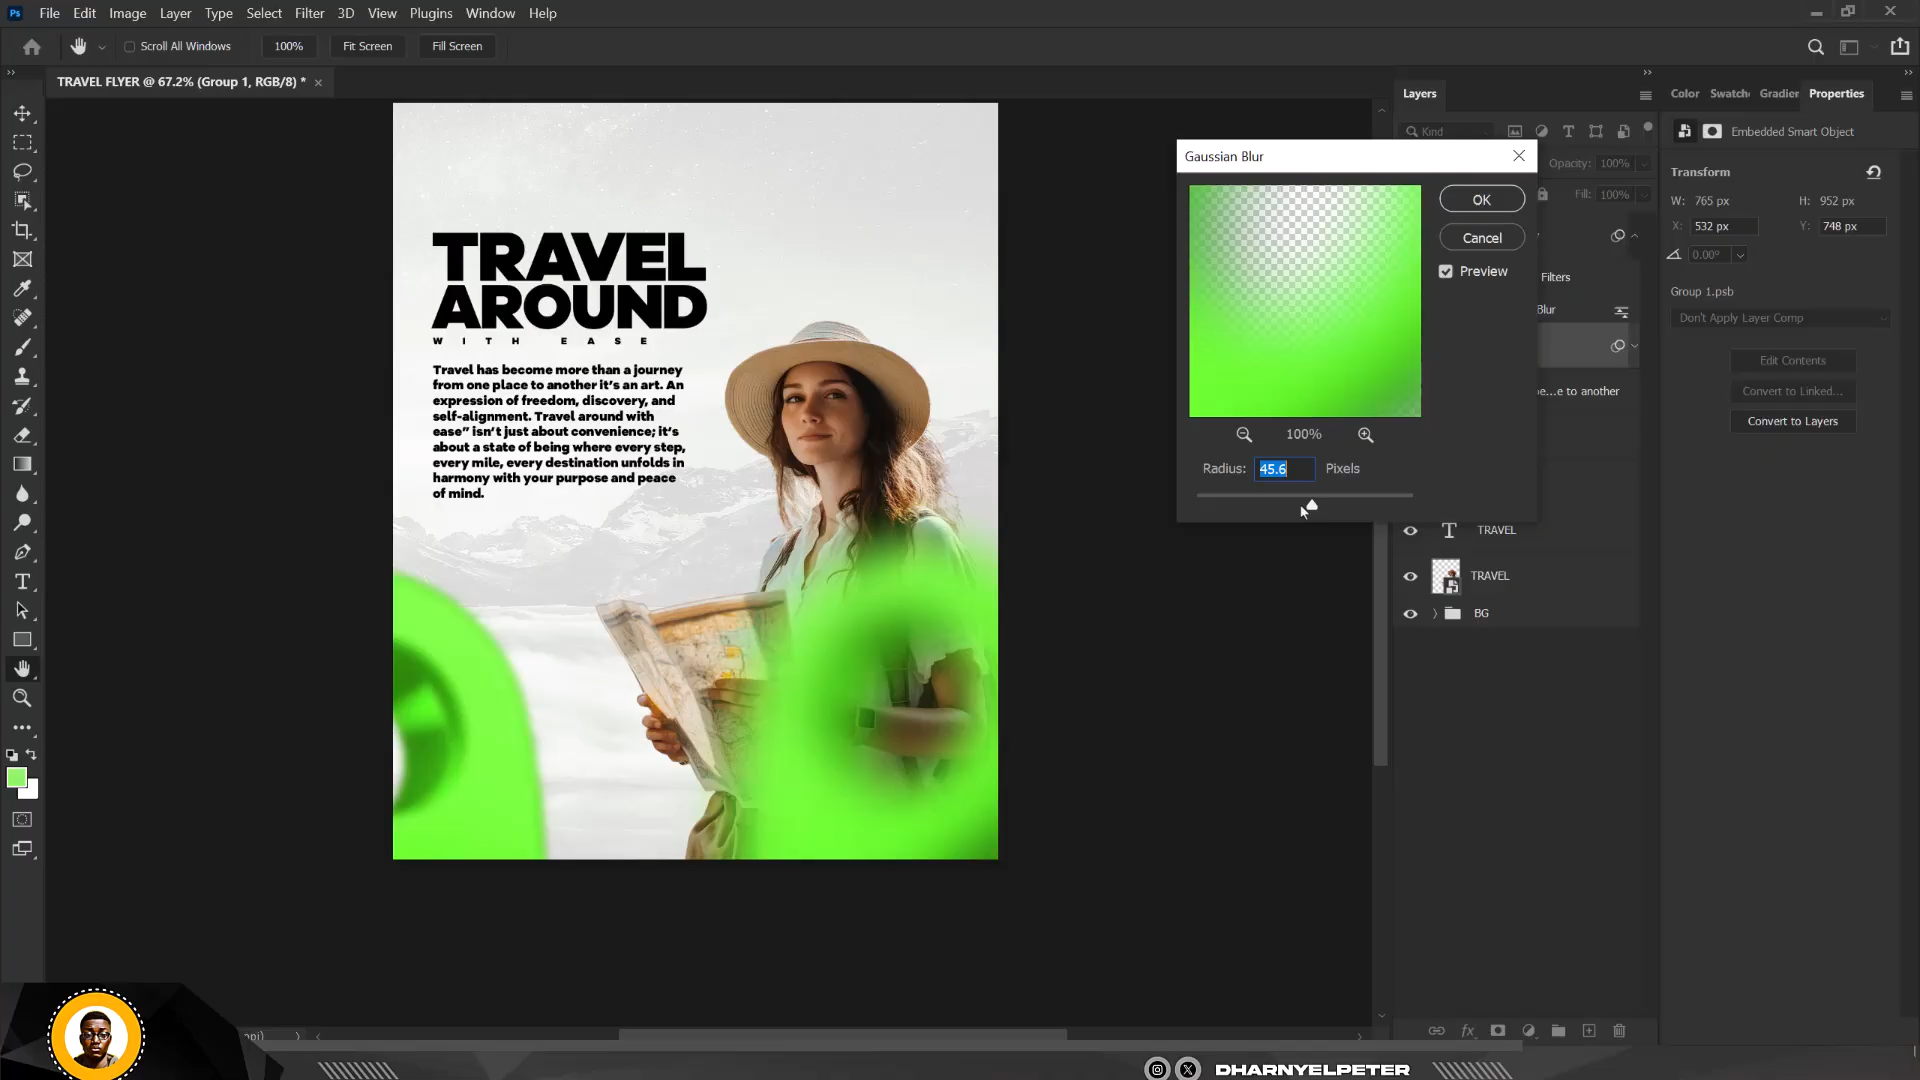 Ps File Edit Image Layer Type Select Filter 3D View Plugins Window Help
Scroll All Windows 100% Fit Screen Fill Screen
TRAVEL FLYER @ 67.2% (Group 1, RGB/8) *
Layers
Color Swatch Gradier Properties
Kind
Embedded Smart Object
Gaussian Blur
Opacity: 100%
Transform
Fill: 100%
W: 765 px H: 952 px
X: 532 px Y: 748 px
0.00°
OK
Cancel
Preview
Filters
Group 1.psb
Blur
Don't Apply Layer Comp
Edit Contents
Convert to Linked...
pe...e to another
Convert to Layers
100%
Radius: 45.6 Pixels
TRAVEL
TRAVEL
BG
TRAVEL
AROUND
WITH EASE
Travel has become more than a journey
from one place to another it's an art. An
expression of freedom, discovery, and
self-alignment. Travel around with
ease" isn't just about convenience; it's
about a state of being where every step,
every mile, every destination unfolds in
harmony with your purpose and peace
of mind.
opi)
fx
DHARNYELPETER